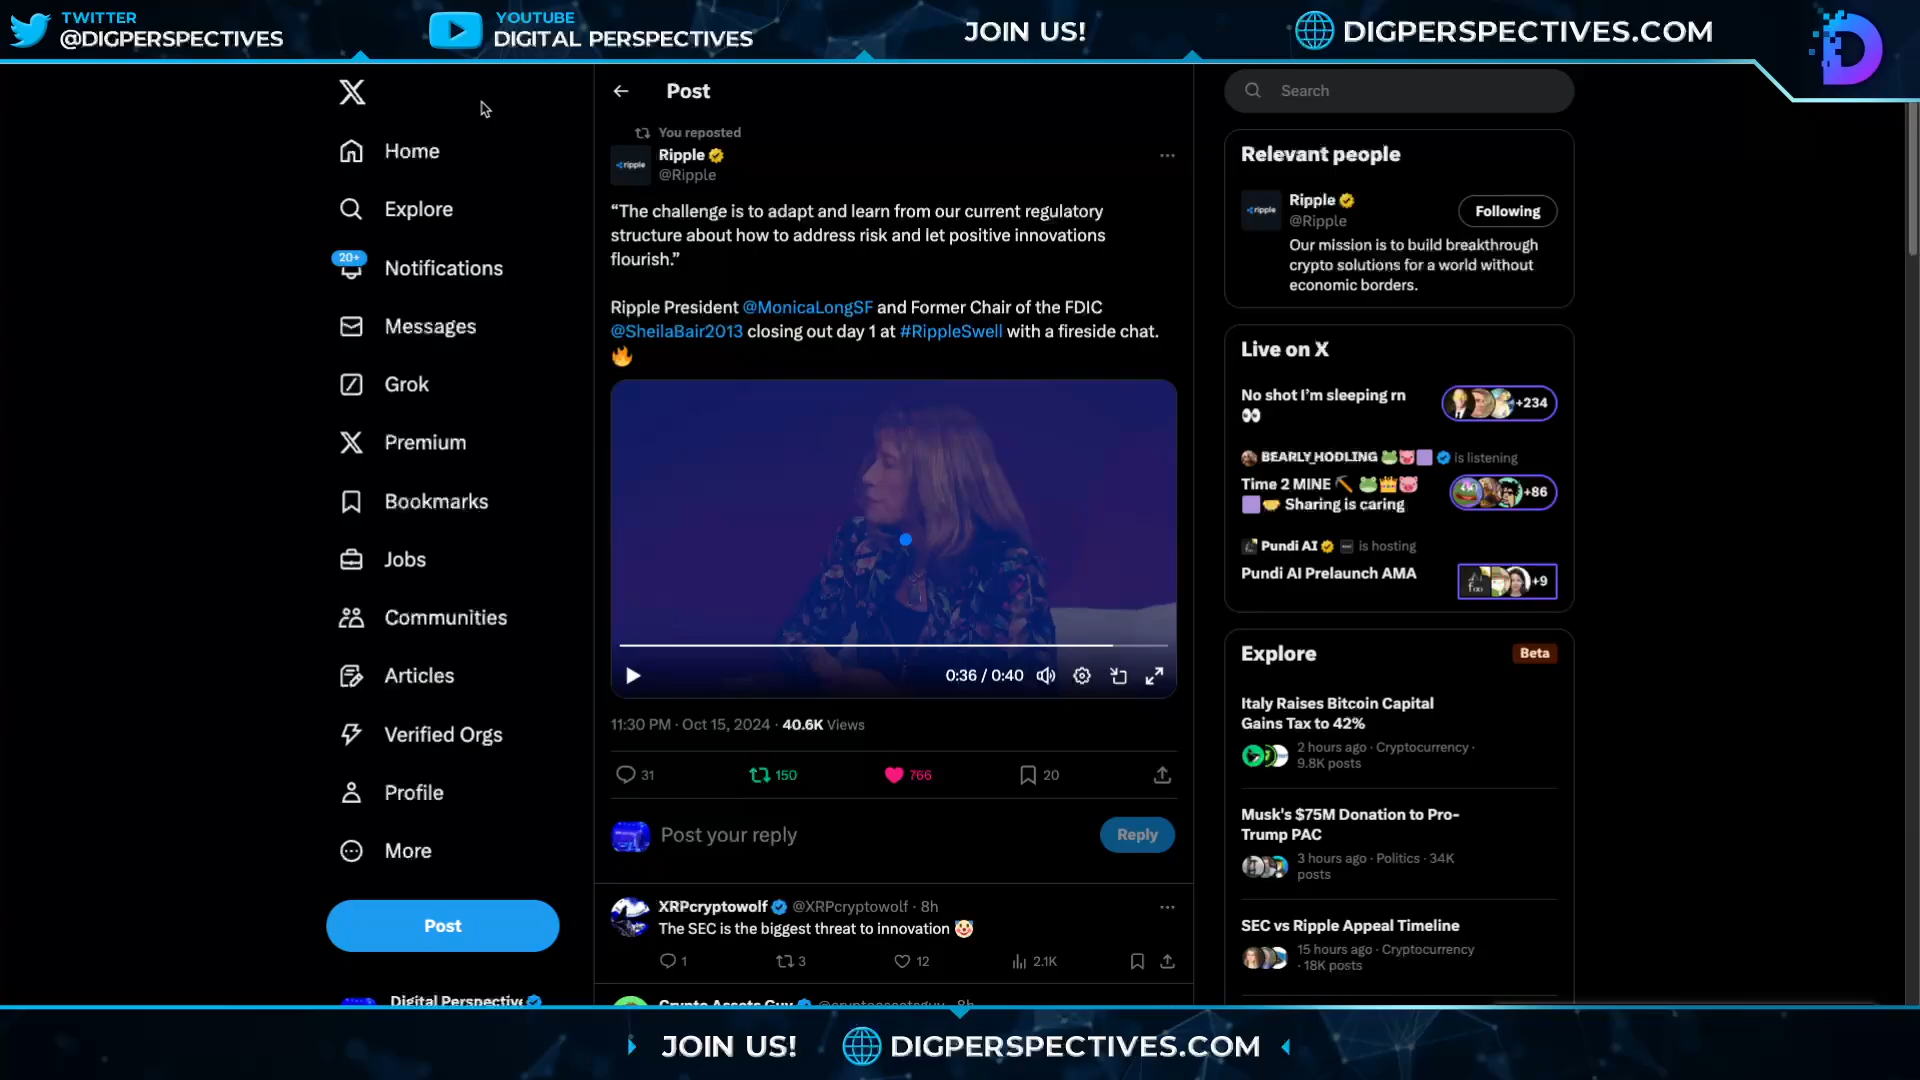 TWITTER
@DIGPERSPECTIVES
YOUTUBE
DIGITAL PERSPECTIVES
JOIN US!
DIGPERSPECTIVES.COM
Home
Explore
20+
Notifications
Messages
Grok
Premium
Bookmarks
Jobs
Communities
Articles
Verified Orgs
Profile
More
Post
Digital Perspective
Post
You reposted
ripple
Ripple
@Ripple
“The challenge is to adapt and learn from our current regulatory
structure about how to address risk and let positive innovations
flourish.”
Ripple President @MonicaLongSF and Former Chair of the FDIC
@SheilaBair2013 closing out day 1 at #RippleSwell with a fireside chat.
🔥
0:36 / 0:40
11:30 PM · Oct 15, 2024 · 40.6K Views
31
150
766
20
Post your reply
Reply
XRPcryptowolf @XRPcryptowolf · 8h
The SEC is the biggest threat to innovation 🤡
1
3
12
2.1K
Crypto Assets Guy @cryptoassetsguy · 8h
Search
Relevant people
ripple
Ripple
@Ripple
Following
Our mission is to build breakthrough
crypto solutions for a world without
economic borders.
Live on X
No shot I’m sleeping rn
👀
+234
BEARLY_HODLING 🐸🐷🟪 is listening
Time 2 MINE ⛏️ 🐸👑🐷
🟪🤝 Sharing is caring
+86
Pundi AI is hosting
Pundi AI Prelaunch AMA
+9
Explore
Beta
Italy Raises Bitcoin Capital
Gains Tax to 42%
2 hours ago · Cryptocurrency ·
9.8K posts
Musk's $75M Donation to Pro-
Trump PAC
3 hours ago · Politics · 34K
posts
SEC vs Ripple Appeal Timeline
15 hours ago · Cryptocurrency
· 18K posts
JOIN US!
DIGPERSPECTIVES.COM